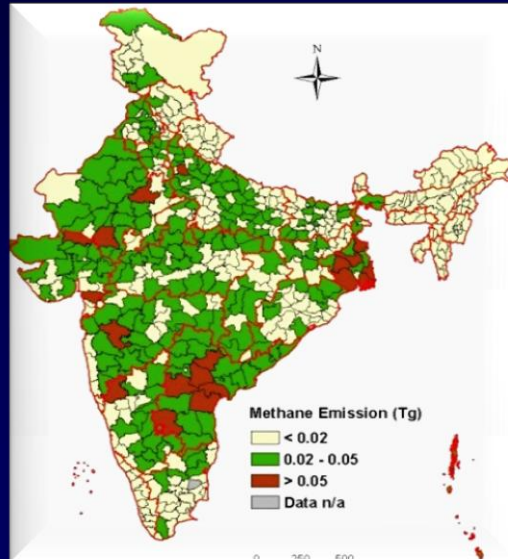 N
Methane Emission (Tg)
< 0.02
0.02 - 0.05
> 0.05
Data n/a
0 250 500